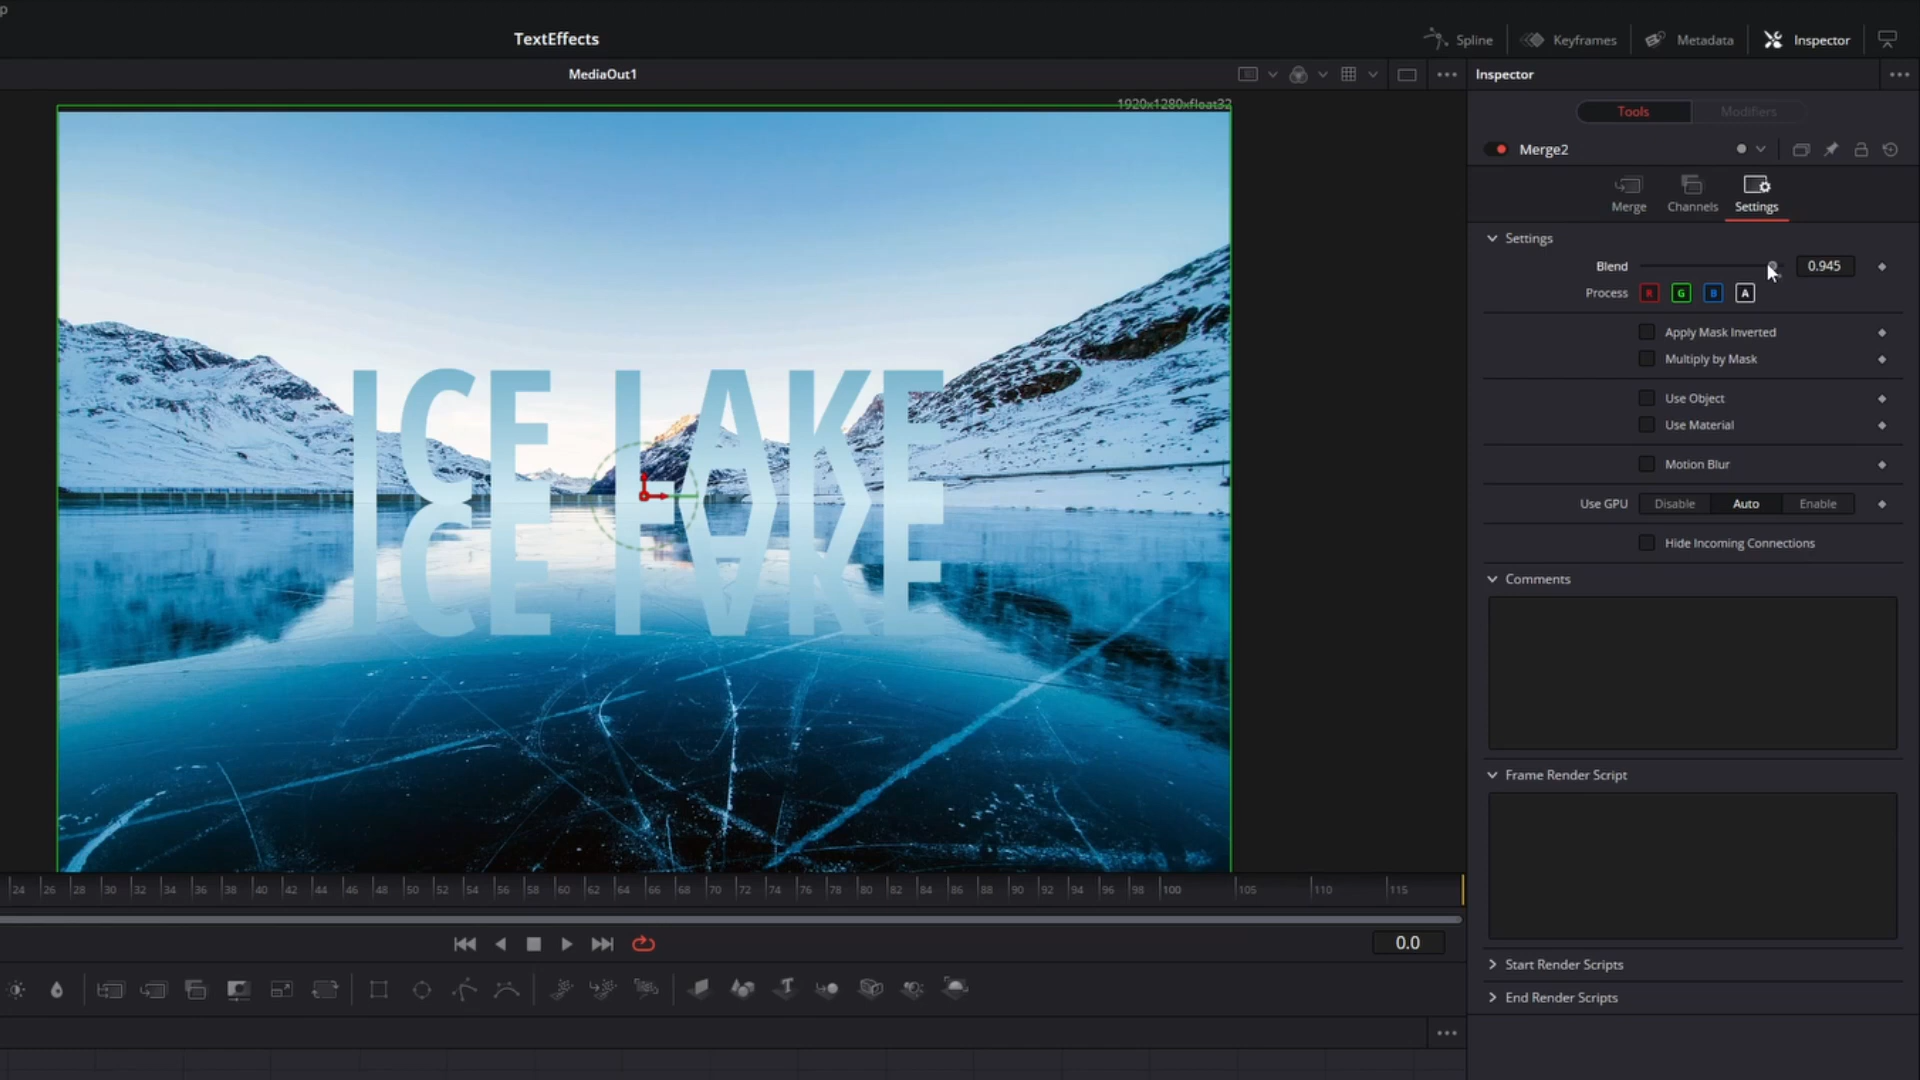 p
TextEffects
Spline
Keyframes
Metadata
Inspector
MediaOut1
Inspector
1920x1280xfloat32
Tools
Modifiers
Merge2
Merge
Channels
Settings
Settings
Blend
0.945
Process
R
G
B
A
Apply Mask Inverted
Multiply by Mask
Use Object
Use Material
Motion Blur
Use GPU
Disable
Auto
Enable
Hide Incoming Connections
Comments
Frame Render Script
Start Render Scripts
End Render Scripts
ICE LAKE
ICE LAKE
24 26 28 30 32 34 36 38 40 42 44 46 48 50 52 54 56 58 60 62 64 66 68 70 72 74 76 78 80 82 84 86 88 90 92 94 96 98 100 105 110 115
0.0